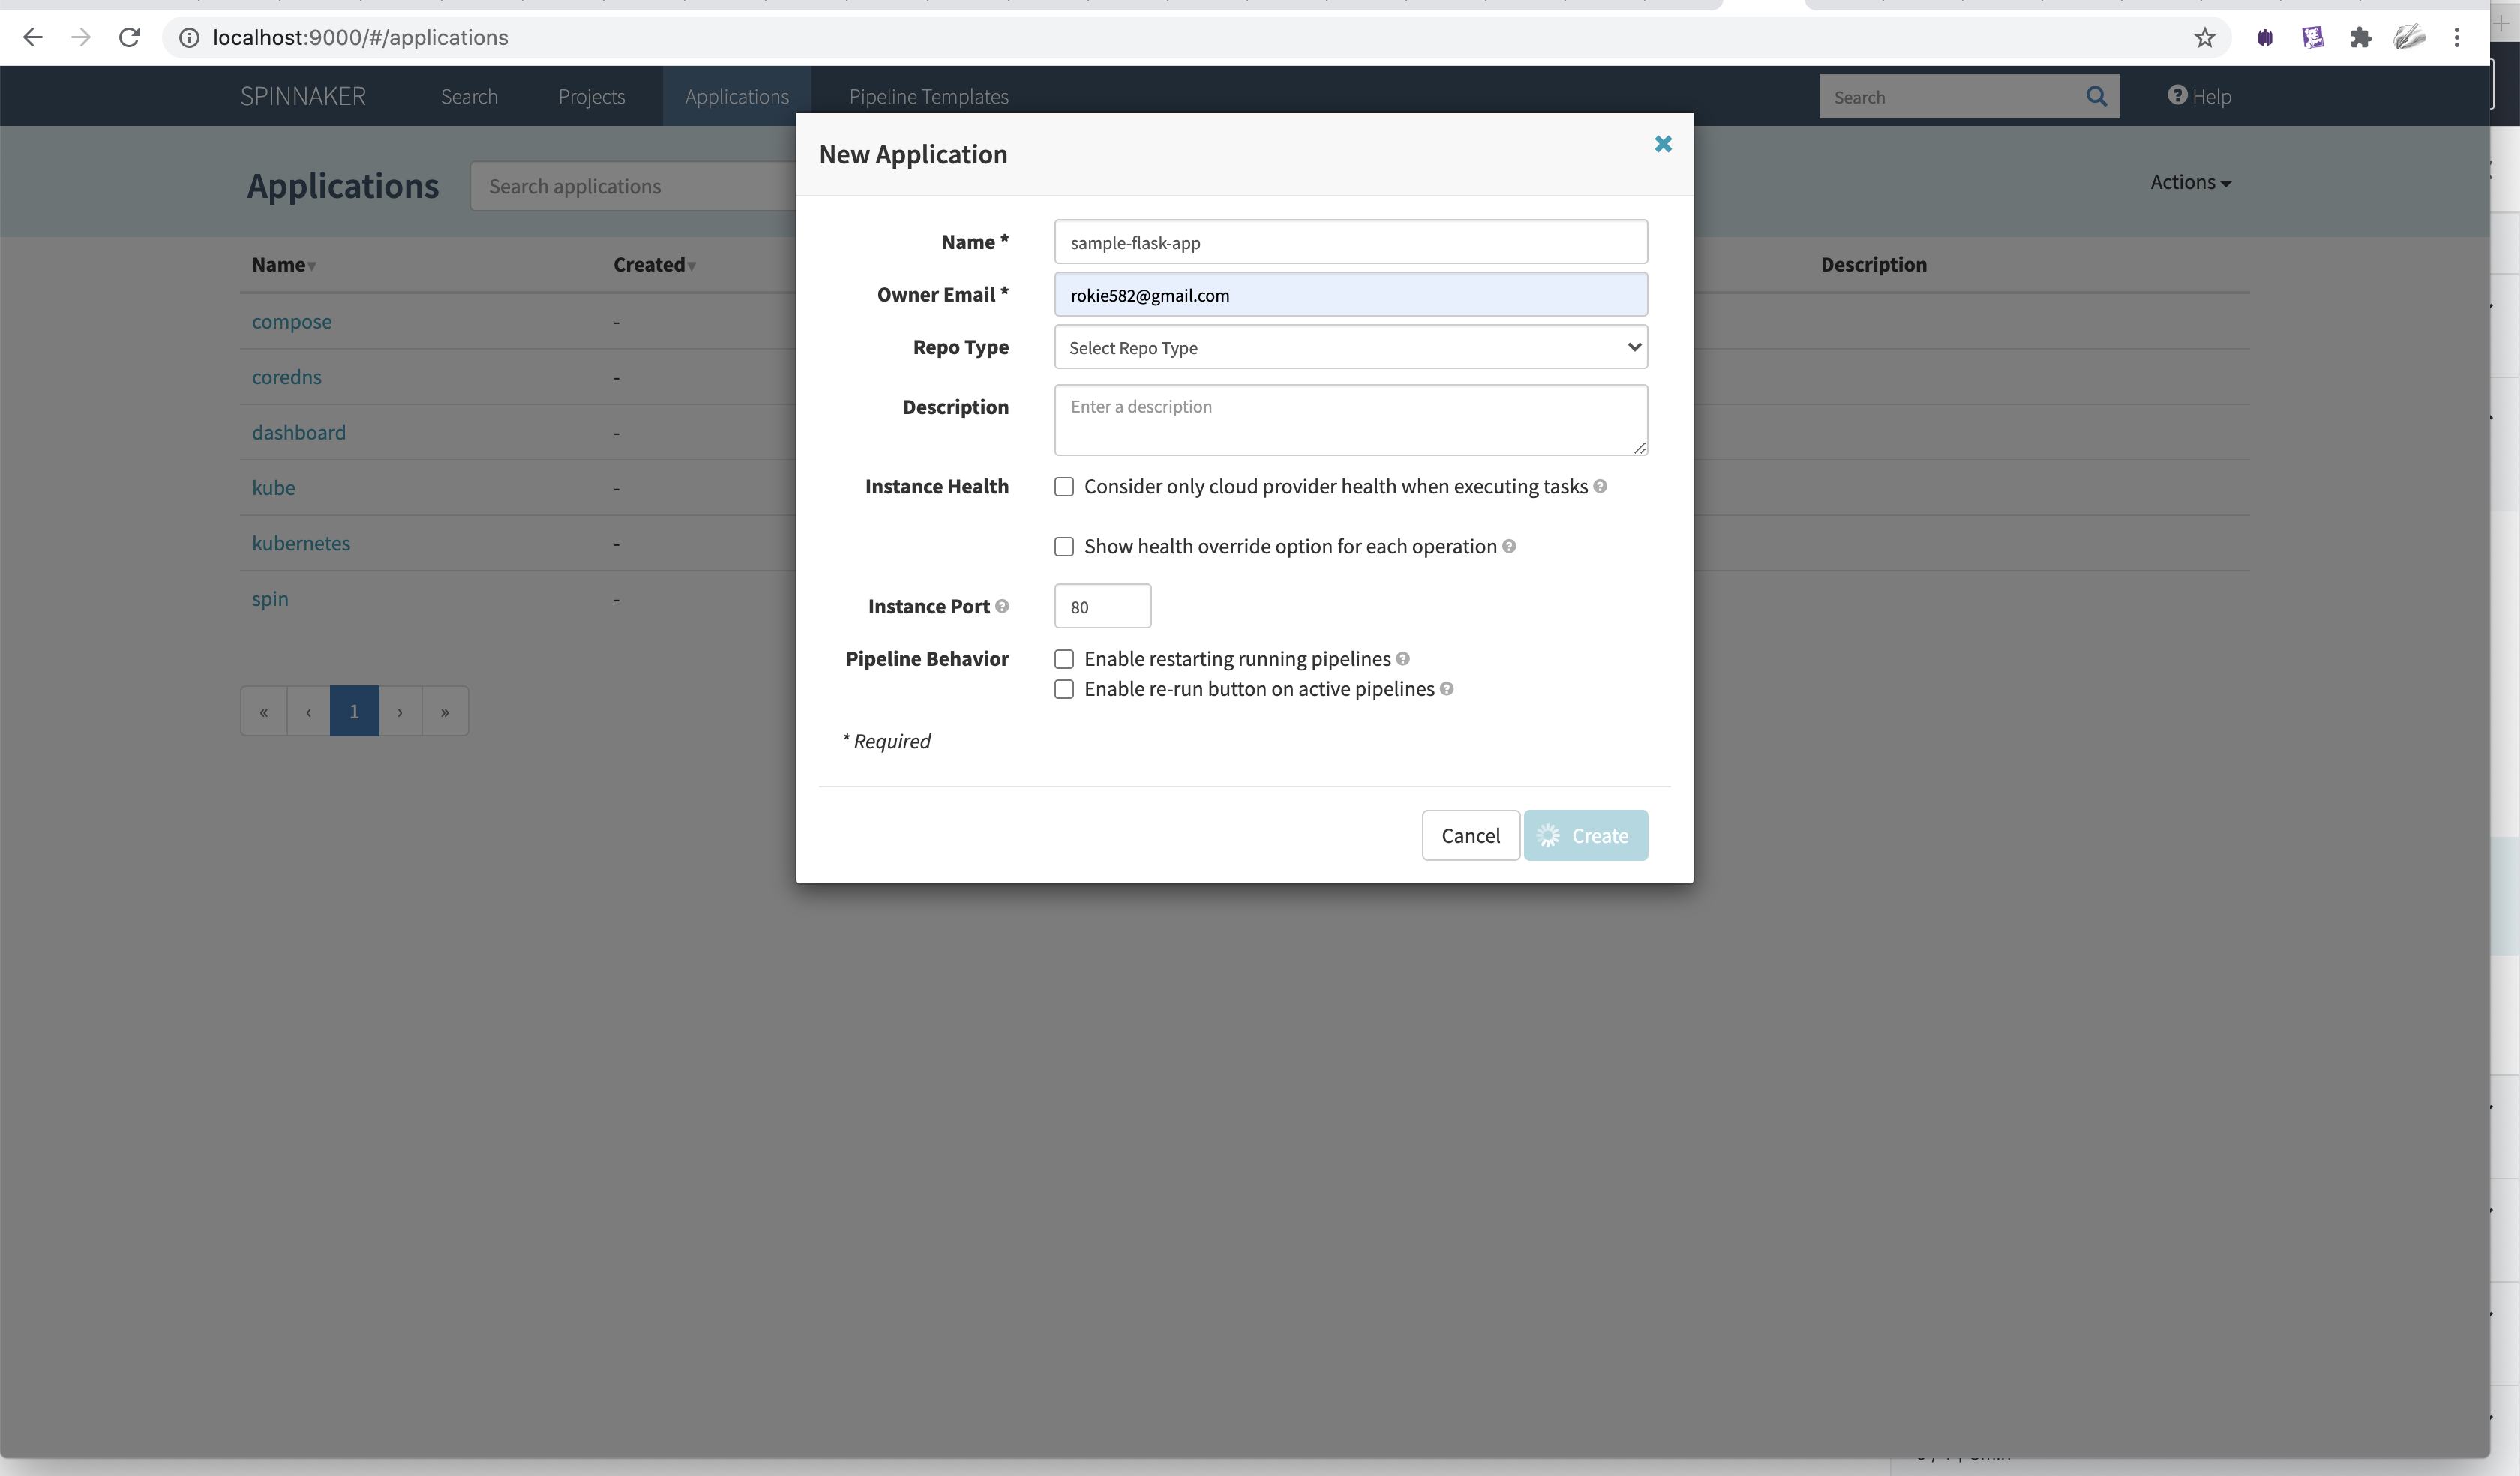 localhost:9000/#/applications
SPINNAKER Search Projects Applications Pipeline Templates Search Help
Applications Search applications Actions
New Application
Name Created Description
compose -
coredns -
dashboard -
kube -
kubernetes -
spin -
« ‹ 1 › »
Name * sample-flask-app
Owner Email * rokie582@gmail.com
Repo Type Select Repo Type
Description Enter a description
Instance Health Consider only cloud provider health when executing tasks
Show health override option for each operation
Instance Port 80
Pipeline Behavior Enable restarting running pipelines
Enable re-run button on active pipelines
* Required
Cancel Create